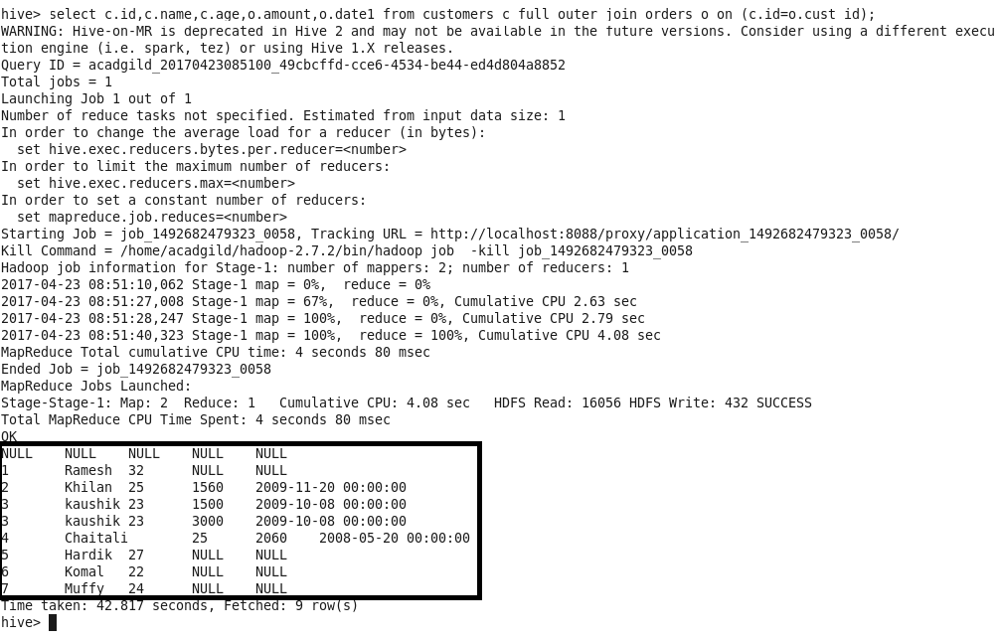 hive> select c.id,c.name,c.age,o.amount,o.date1 from customers c full outer join orders o on (c.id=o.cust id);
WARNING: Hive-on-MR is deprecated in Hive 2 and may not be available in the future versions. Consider using a different execu
tion engine (i.e. spark, tez) or using Hive 1.X releases.
Query ID = acadgild_20170423085100_49cbcffd-cce6-4534-be44-ed4d804a8852
Total jobs = 1
Launching Job 1 out of 1
Number of reduce tasks not specified. Estimated from input data size: 1
In order to change the average load for a reducer (in bytes):
  set hive.exec.reducers.bytes.per.reducer=<number>
In order to limit the maximum number of reducers:
  set hive.exec.reducers.max=<number>
In order to set a constant number of reducers:
  set mapreduce.job.reduces=<number>
Starting Job = job_1492682479323_0058, Tracking URL = http://localhost:8088/proxy/application_1492682479323_0058/
Kill Command = /home/acadgild/hadoop-2.7.2/bin/hadoop job  -kill job_1492682479323_0058
Hadoop job information for Stage-1: number of mappers: 2; number of reducers: 1
2017-04-23 08:51:10,062 Stage-1 map = 0%,  reduce = 0%
2017-04-23 08:51:27,008 Stage-1 map = 67%,  reduce = 0%, Cumulative CPU 2.63 sec
2017-04-23 08:51:28,247 Stage-1 map = 100%,  reduce = 0%, Cumulative CPU 2.79 sec
2017-04-23 08:51:40,323 Stage-1 map = 100%,  reduce = 100%, Cumulative CPU 4.08 sec
MapReduce Total cumulative CPU time: 4 seconds 80 msec
Ended Job = job_1492682479323_0058
MapReduce Jobs Launched:
Stage-Stage-1: Map: 2  Reduce: 1   Cumulative CPU: 4.08 sec   HDFS Read: 16056 HDFS Write: 432 SUCCESS
Total MapReduce CPU Time Spent: 4 seconds 80 msec
OK
NULL    NULL    NULL    NULL    NULL
1       Ramesh  32      NULL    NULL
2       Khilan  25      1560    2009-11-20 00:00:00
3       kaushik 23      1500    2009-10-08 00:00:00
3       kaushik 23      3000    2009-10-08 00:00:00
4       Chaitali        25      2060    2008-05-20 00:00:00
5       Hardik  27      NULL    NULL
6       Komal   22      NULL    NULL
7       Muffy   24      NULL    NULL
Time taken: 42.817 seconds, Fetched: 9 row(s)
hive>